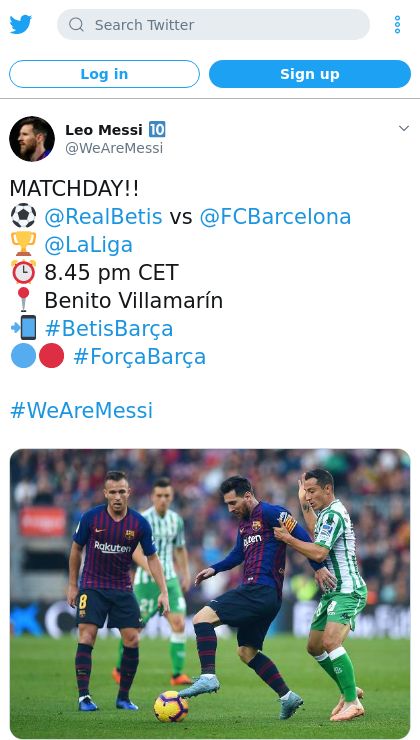 Search Twitter
Log in
Sign up
Leo Messi 🔟
@WeAreMessi
MATCHDAY!!
⚽ @RealBetis vs @FCBarcelona
🏆 @LaLiga
⏰ 8.45 pm CET
📍 Benito Villamarín
📲 #BetisBarça
🔵🔴 #ForçaBarça
#WeAreMessi
Rakuten
8
Rakuten
21